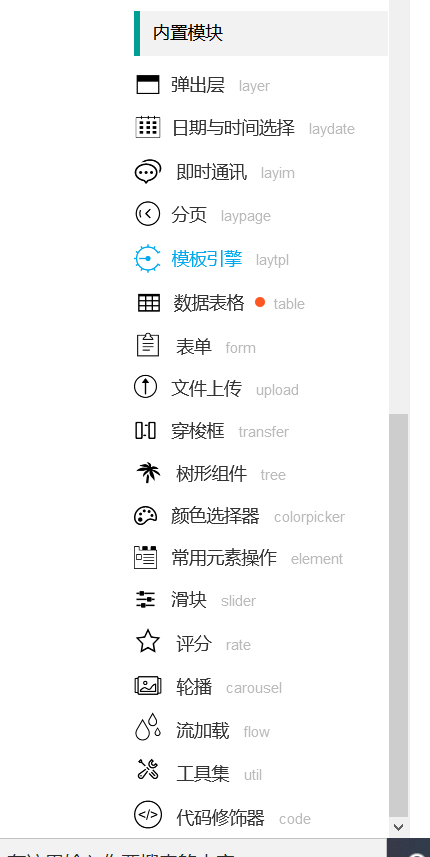 内置模块
弹出层 layer
日期与时间选择 laydate
即时通讯 layim
分页 laypage
模板引擎 laytpl
数据表格 table
表单 form
文件上传 upload
穿梭框 transfer
树形组件 tree
颜色选择器 colorpicker
常用元素操作 element
滑块 slider
评分 rate
轮播 carousel
流加载 flow
工具集 util
代码修饰器 code